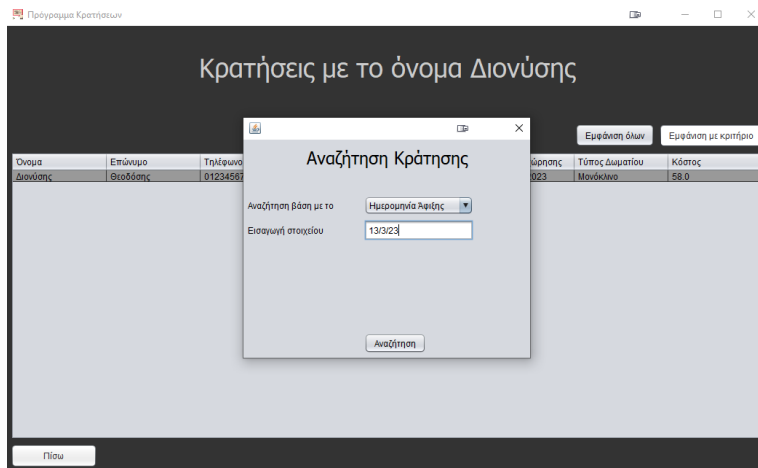 Πρόγραμμα Κρατήσεων
Κρατήσεις με το όνομα Διονύσης
Εμφάνιση όλων
Εμφάνιση με κριτήριο
Όνομα Επώνυμο Τηλέφωνο Τύπος Δωματίου Κόστος
Διονύσης Θεοδόσης 01234567 023 Μονόκλινο 58.0
Αναζήτηση Κράτησης
Αναζήτηση βάση με το Ημερομηνία Άφιξης
Εισαγωγή στοιχείου 13/3/23
Αναζήτηση
Πίσω